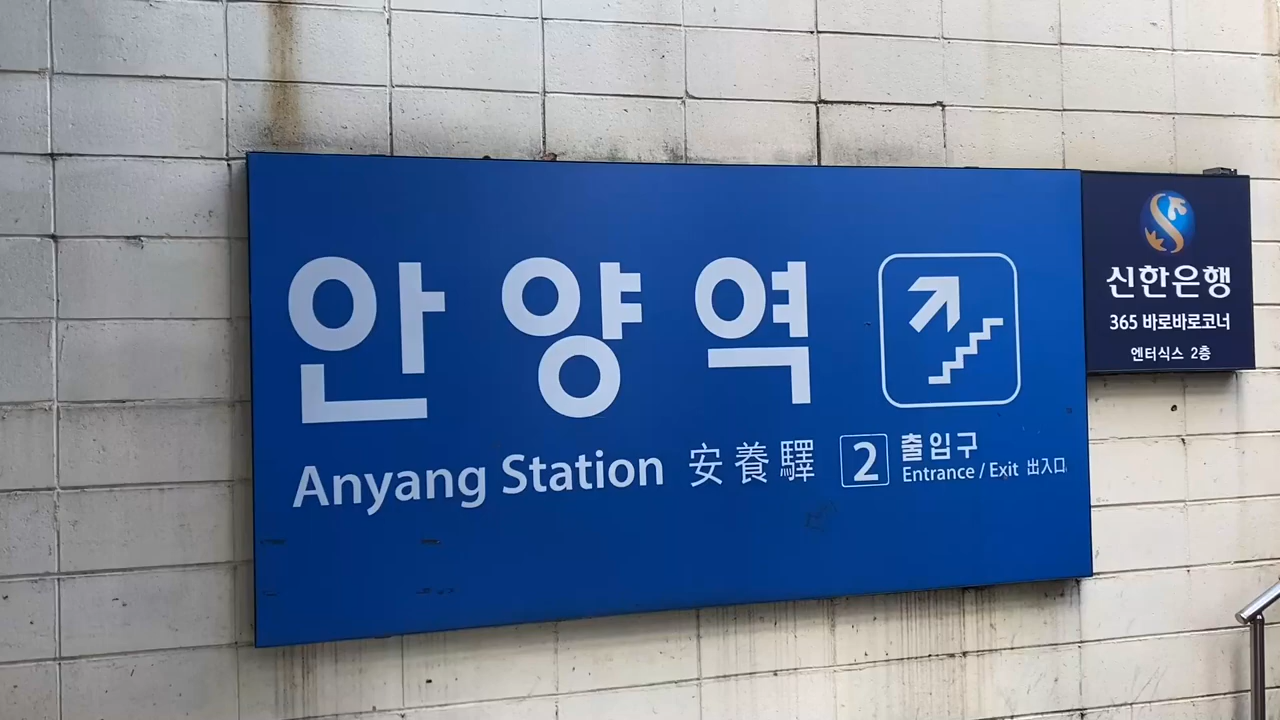 안양역
Anyang Station 安養驛
2 출입구
Entrance / Exit 出入口
신한은행
365 바로바로코너
엔터식스 2층